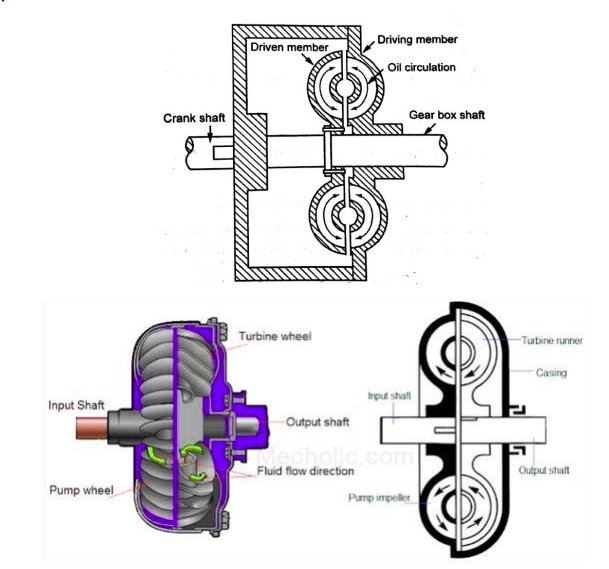 Driven member
Driving member
Oil circulation
Crank shaft
Gear box shaft
Turbine wheel
Input Shaft
Output shaft
Fluid flow direction
Pump wheel
Turbine runner
Casing
Input shaft
Output shaft
Pump impeller
Mecholic.com